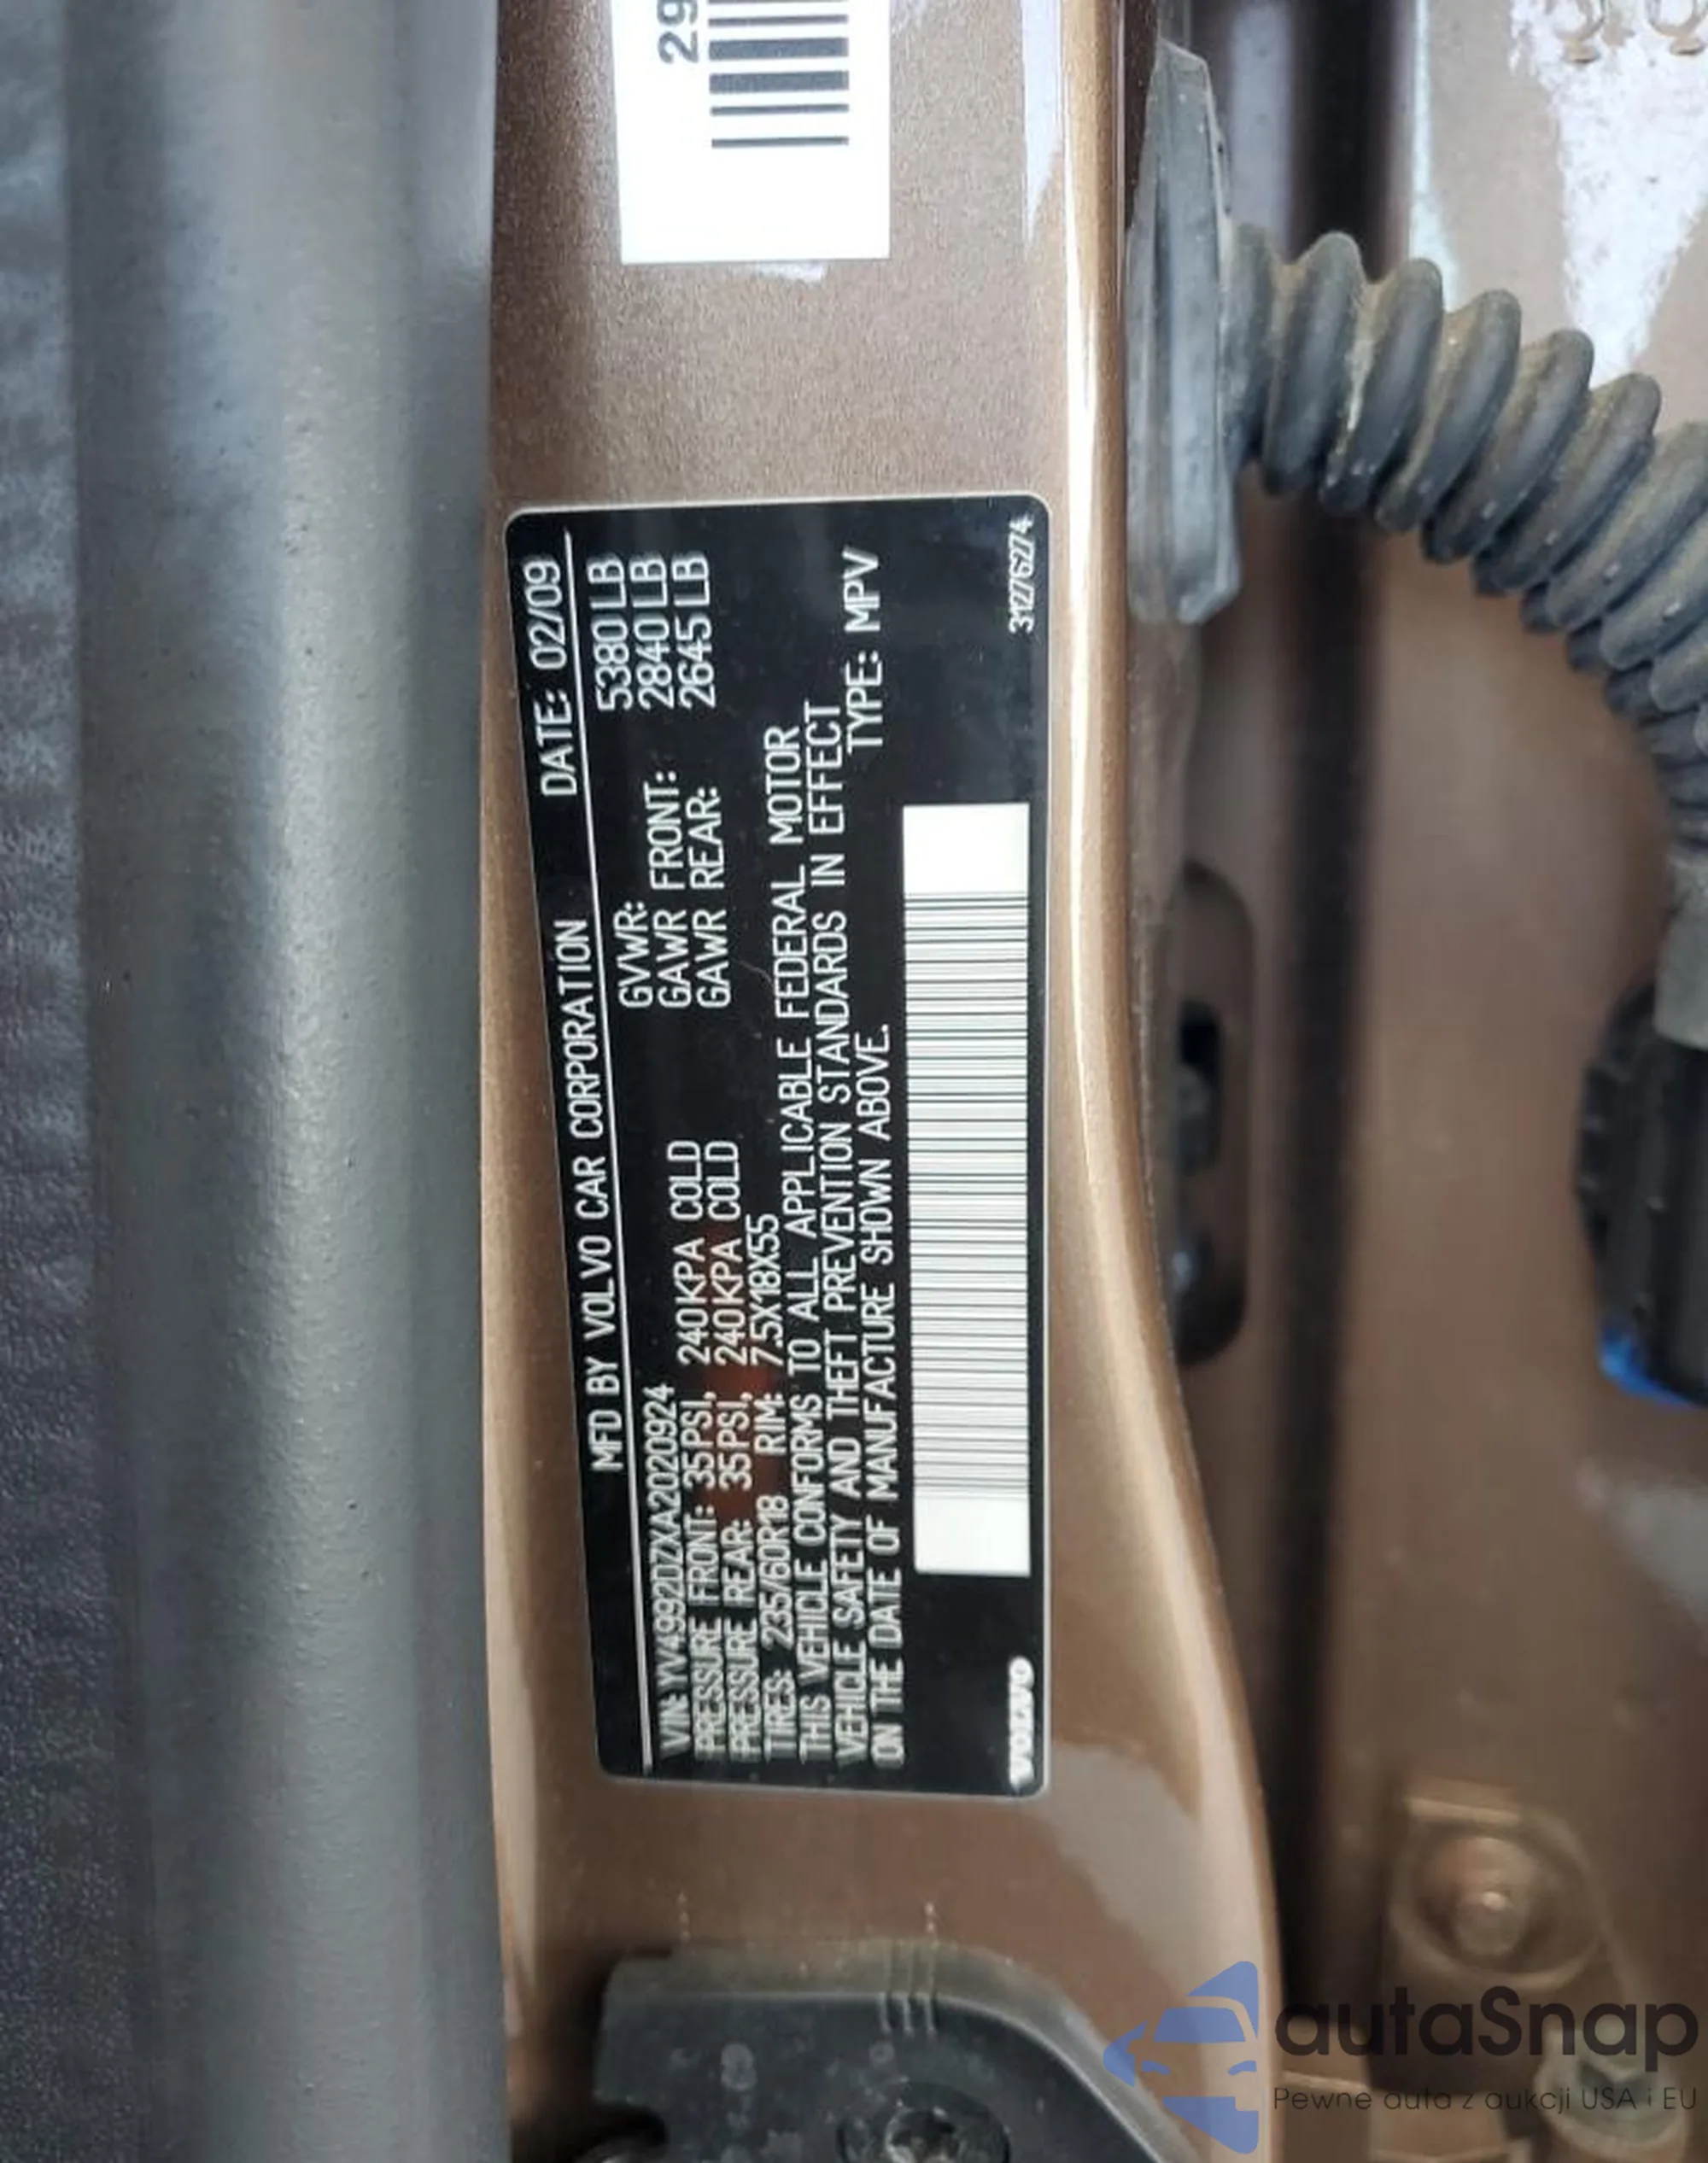 29
MFD BY VOLVO CAR CORPORATION DATE: 02/09
VIN: YV4992DZXA2020924 GVWR: 5380LB
PRESSURE FRONT: 35PSI, 240KPA COLD GAWR FRONT: 2840LB
PRESSURE REAR: 35PSI, 240KPA COLD GAWR REAR: 2645LB
TIRES: 235/60R18 RIM: 7.5X18X55
THIS VEHICLE CONFORMS TO ALL APPLICABLE FEDERAL MOTOR
VEHICLE SAFETY AND THEFT PREVENTION STANDARDS IN EFFECT
ON THE DATE OF MANUFACTURE SHOWN ABOVE. TYPE: MPV
VOLVO 31276274
autaSnap
Pewne auta z aukcji USA i EU